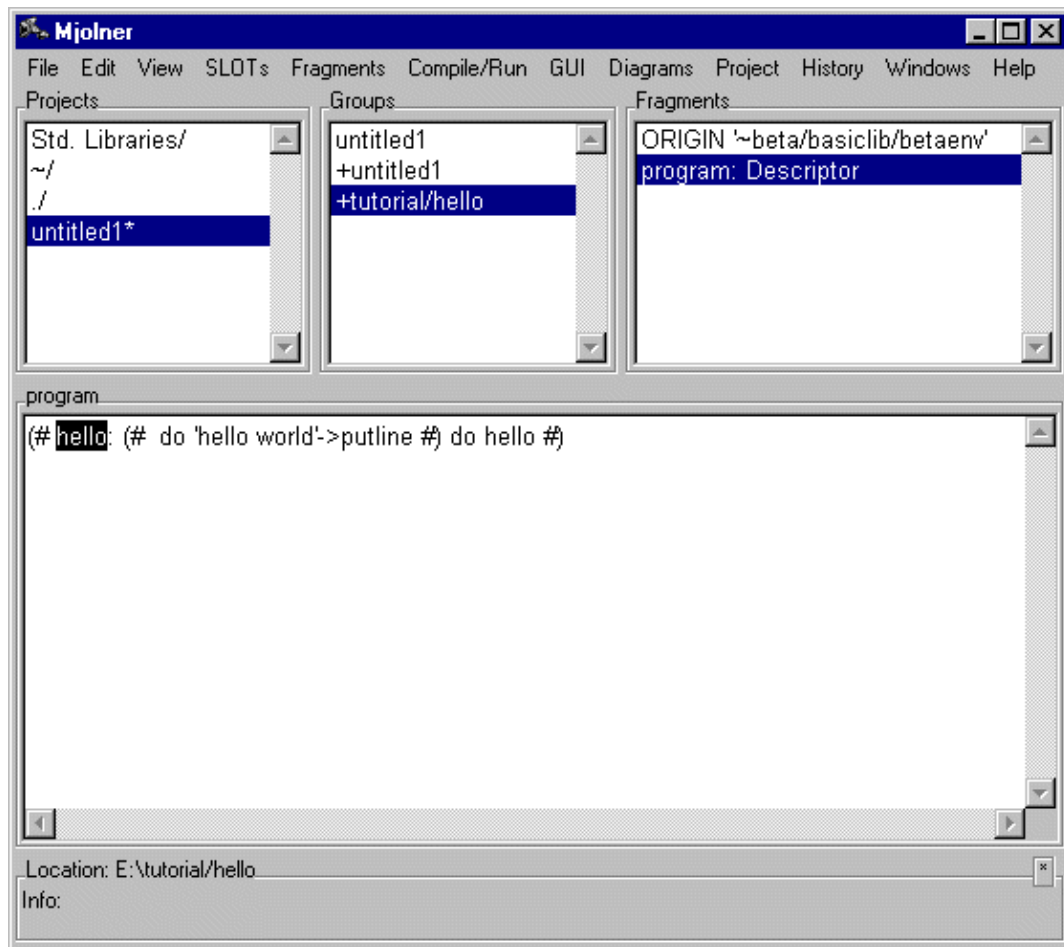 Mjolner
File Edit View SLOTs Fragments Compile/Run GUI Diagrams Project History Windows Help
Projects
Std. Libraries/
~/
./
untitled1*
Groups
untitled1
+untitled1
+tutorial/hello
Fragments
ORIGIN '~beta/basiclib/betaenv'
program: Descriptor
program
(# hello: (# do 'hello world'->putline #) do hello #)
Location: E:\tutorial/hello
Info: